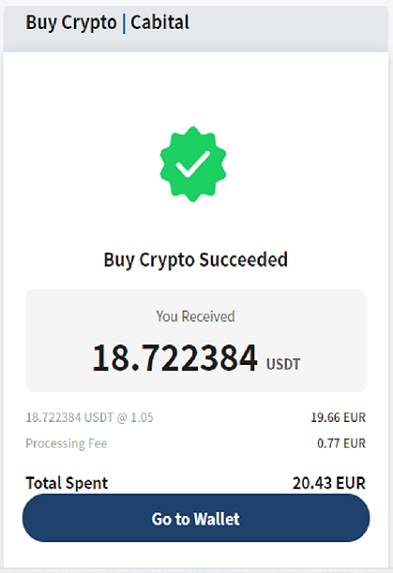 Buy Crypto | Cabital
Buy Crypto Succeeded
You Received
18.722384 USDT
18.722384 USDT @ 1.05 19.66 EUR
Processing Fee 0.77 EUR
Total Spent 20.43 EUR
Go to Wallet